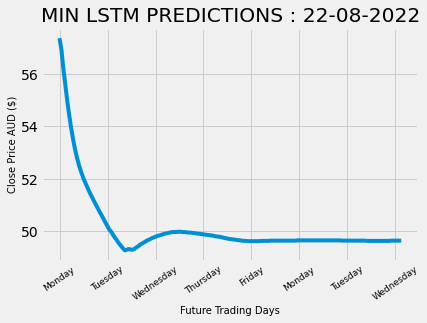 MIN LSTM PREDICTIONS : 22-08-2022
Close Price AUD ($)
56
54
52
50
Monday
Tuesday
Wednesday
Thursday
Friday
Monday
Tuesday
Wednesday
Future Trading Days